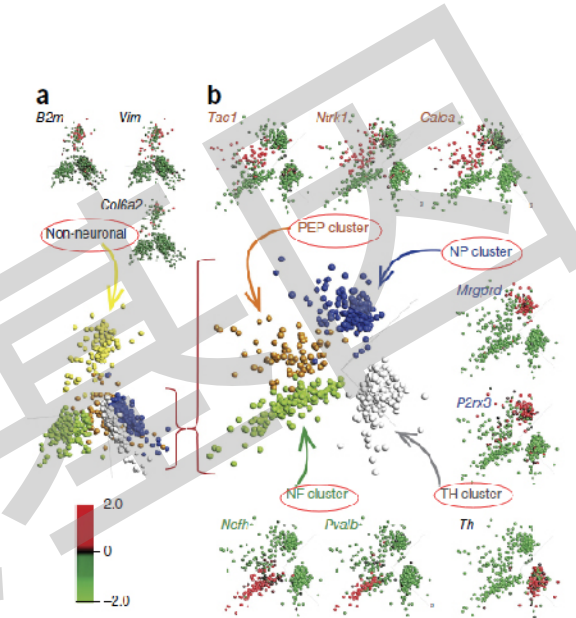 a
b
B2m
Vim
Tac1
Ntrk1
Calca
Col6a2
Non-neuronal
PEP cluster
NP cluster
Mrgprd
P2rx3
2.0
0
–2.0
NF cluster
TH cluster
Nefh
Pvalb
Th